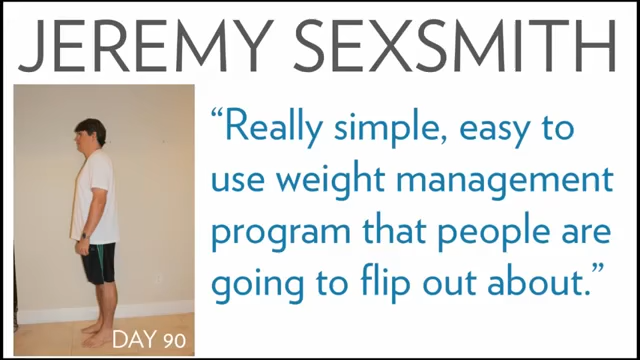 JEREMY SEXSMITH
“Really simple, easy to
use weight management
program that people are
going to flip out about.”
DAY 90